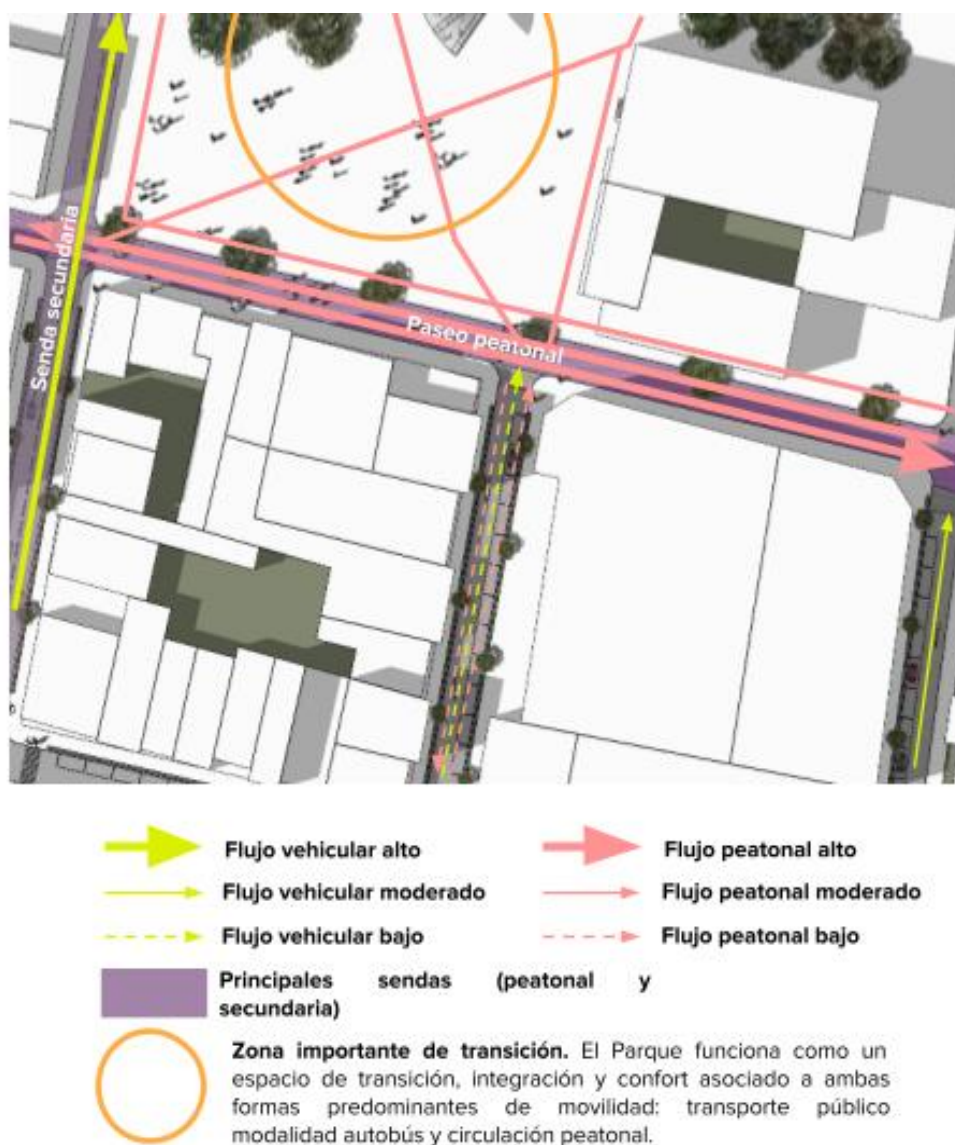 Senda secundaria
Paseo peatonal
Flujo vehicular alto
Flujo peatonal alto
Flujo vehicular moderado
Flujo peatonal moderado
Flujo vehicular bajo
Flujo peatonal bajo
Principales sendas (peatonal y
secundaria)
Zona importante de transición. El Parque funciona como un
espacio de transición, integración y confort asociado a ambas
formas predominantes de movilidad: transporte público
modalidad autobús y circulación peatonal.